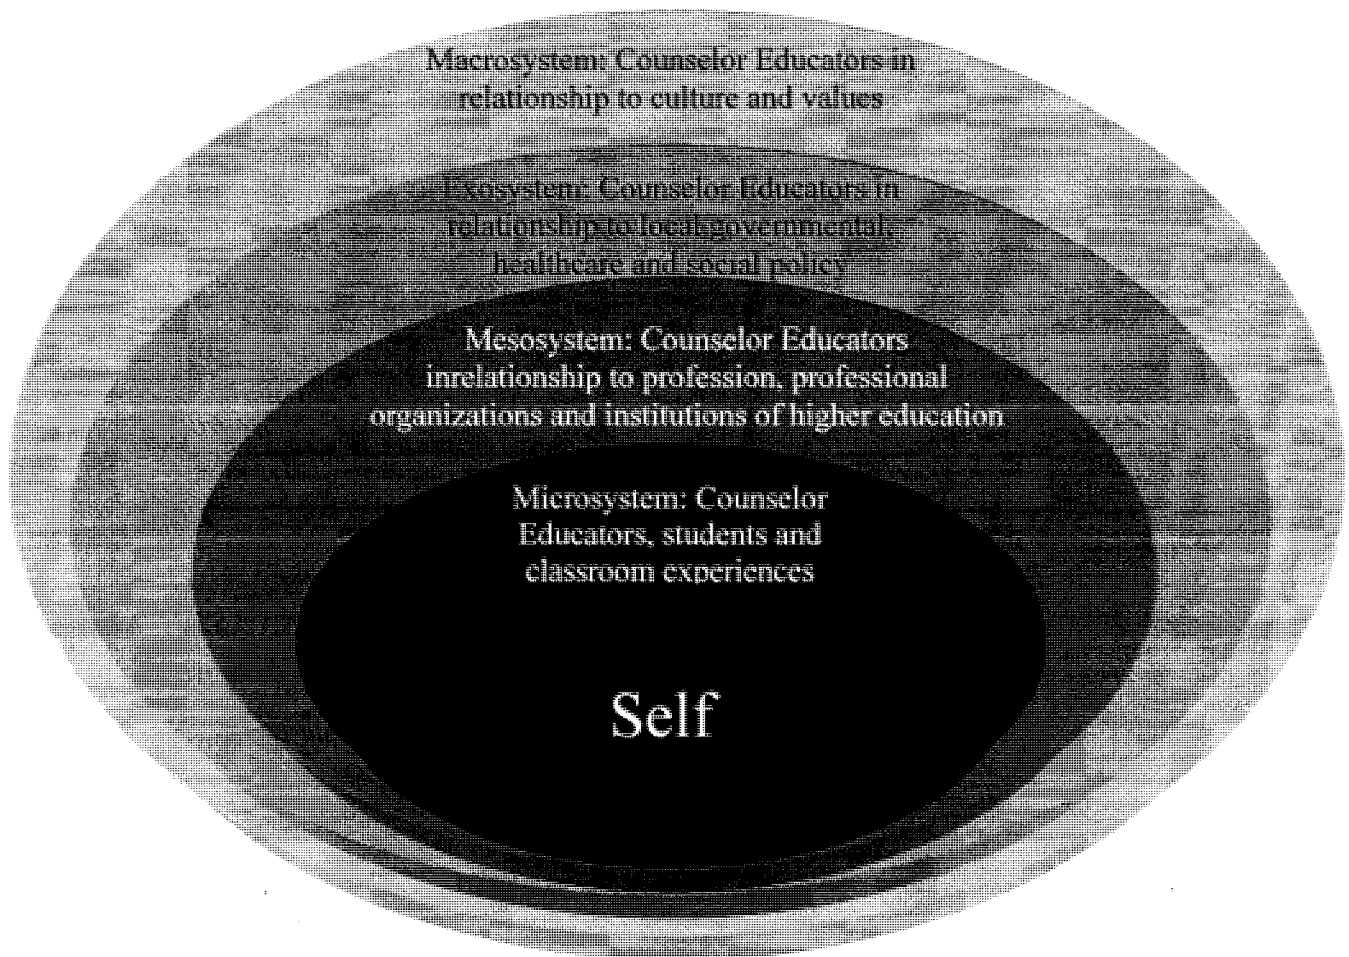 Macrosystem: Counselor Educators in
relationship to culture and values
Exosystem: Counselor Educators in
relationship to local governmental,
healthcare and social policy
Mesosystem: Counselor Educators
inrelationship to profession, professional
organizations and institutions of higher education
Microsystem: Counselor
Educators, students and
classroom experiences
Self